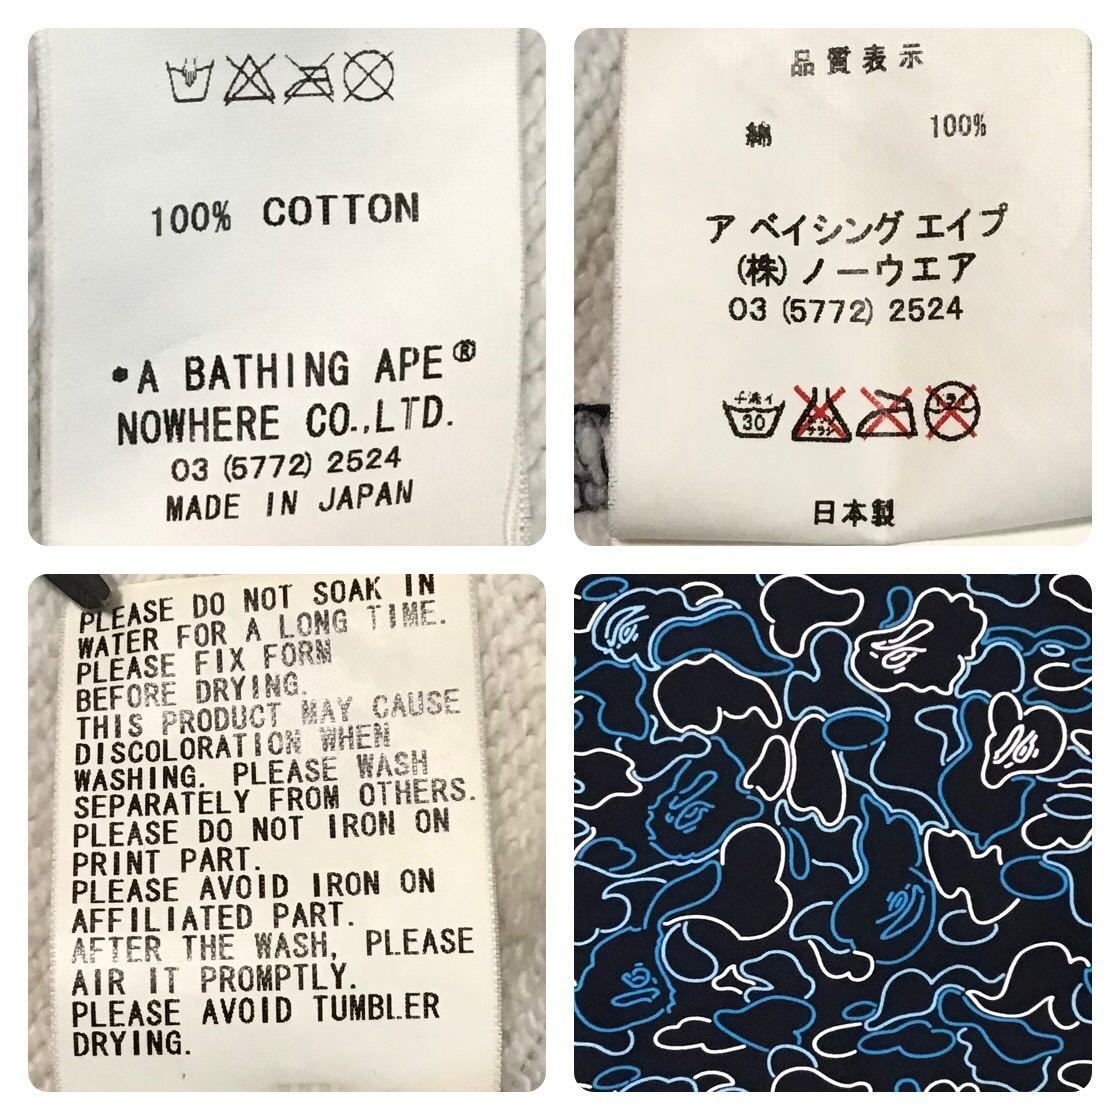 100% COTTON
•A BATHING APE®
NOWHERE CO.,LTD.
03 (5772) 2524
MADE IN JAPAN
品質表示
綿 100%
ア ベイシング エイプ
(株)ノーウエア
03 (5772) 2524
手洗イ
30
日本製
PLEASE DO NOT SOAK IN
WATER FOR A LONG TIME.
PLEASE FIX FORM
BEFORE DRYING.
THIS PRODUCT MAY CAUSE
DISCOLORATION WHEN
WASHING. PLEASE WASH
SEPARATELY FROM OTHERS.
PLEASE DO NOT IRON ON
PRINT PART.
PLEASE AVOID IRON ON
AFFILIATED PART.
AFTER THE WASH, PLEASE
AIR IT PROMPTLY.
PLEASE AVOID TUMBLER
DRYING.